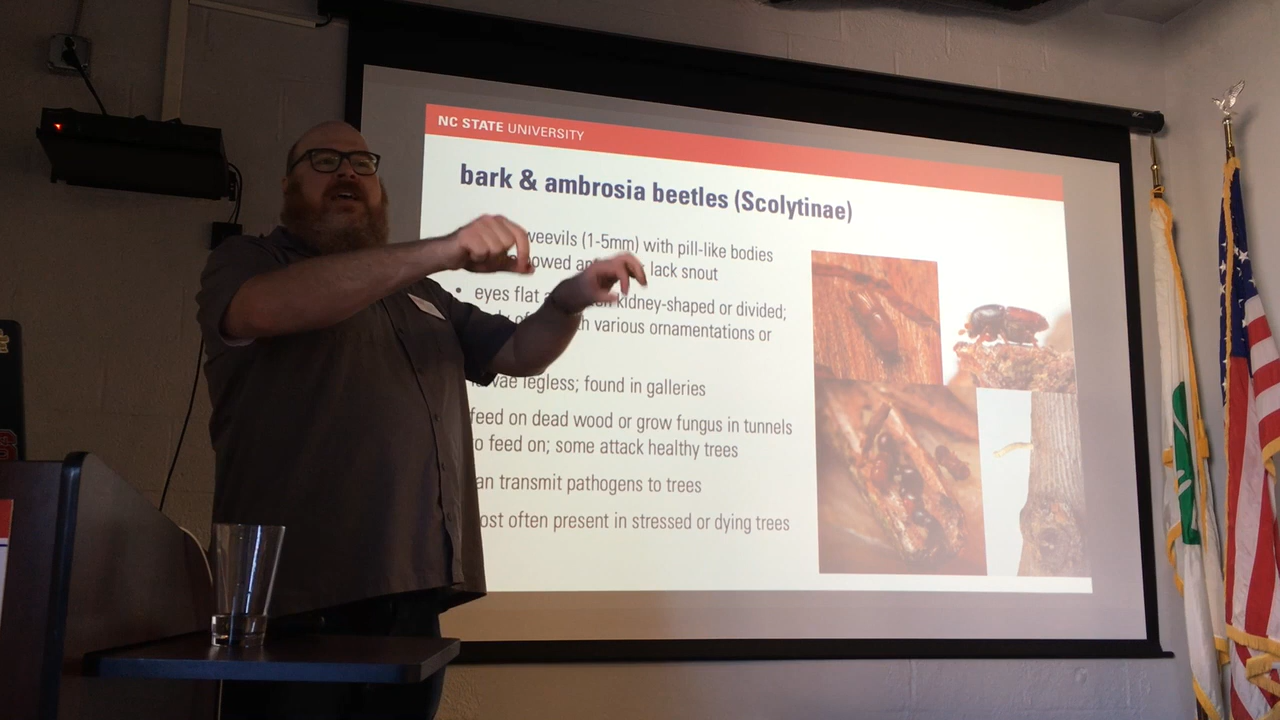 NC STATE UNIVERSITY
bark & ambrosia beetles (Scolytinae)
weevils (1-5mm) with pill-like bodies
lack snout
• eyes flat kidney-shaped or divided;
various ornamentations or
legless; found in galleries
feed on dead wood or grow fungus in tunnels
to feed on; some attack healthy trees
transmit pathogens to trees
often present in stressed or dying trees